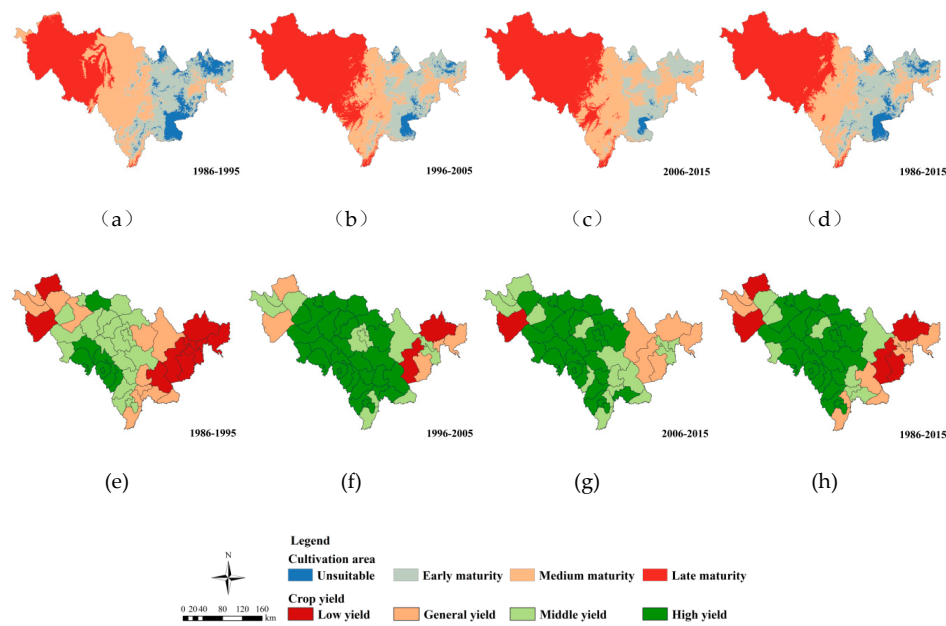 1986-1995 1996-2005 2006-2015 1986-2015
（a） （b） （c） （d）
1986-1995 1996-2005 2006-2015 1986-2015
(e) (f) (g) (h)
Legend
Cultivation area
Unsuitable Early maturity Medium maturity Late maturity
Crop yield
Low yield General yield Middle yield High yield
N
0 20 40 80 120 160
km